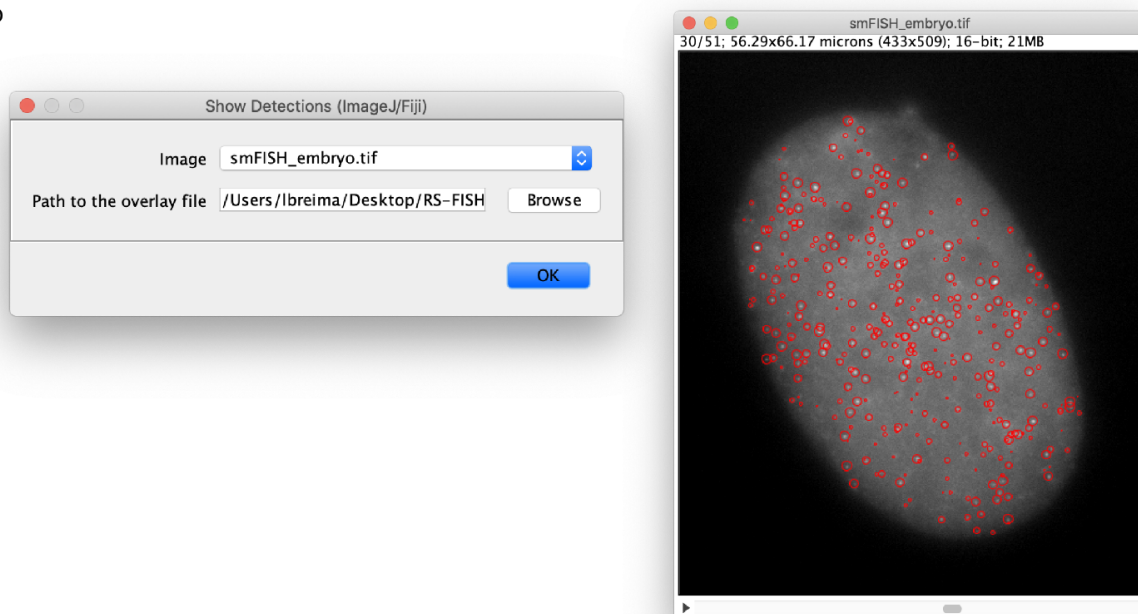 Show Detections (ImageJ/Fiji)
Image smFISH_embryo.tif
Path to the overlay file /Users/lbreima/Desktop/RS-FISH Browse
OK
smFISH_embryo.tif
30/51; 56.29x66.17 microns (433x509); 16-bit; 21MB